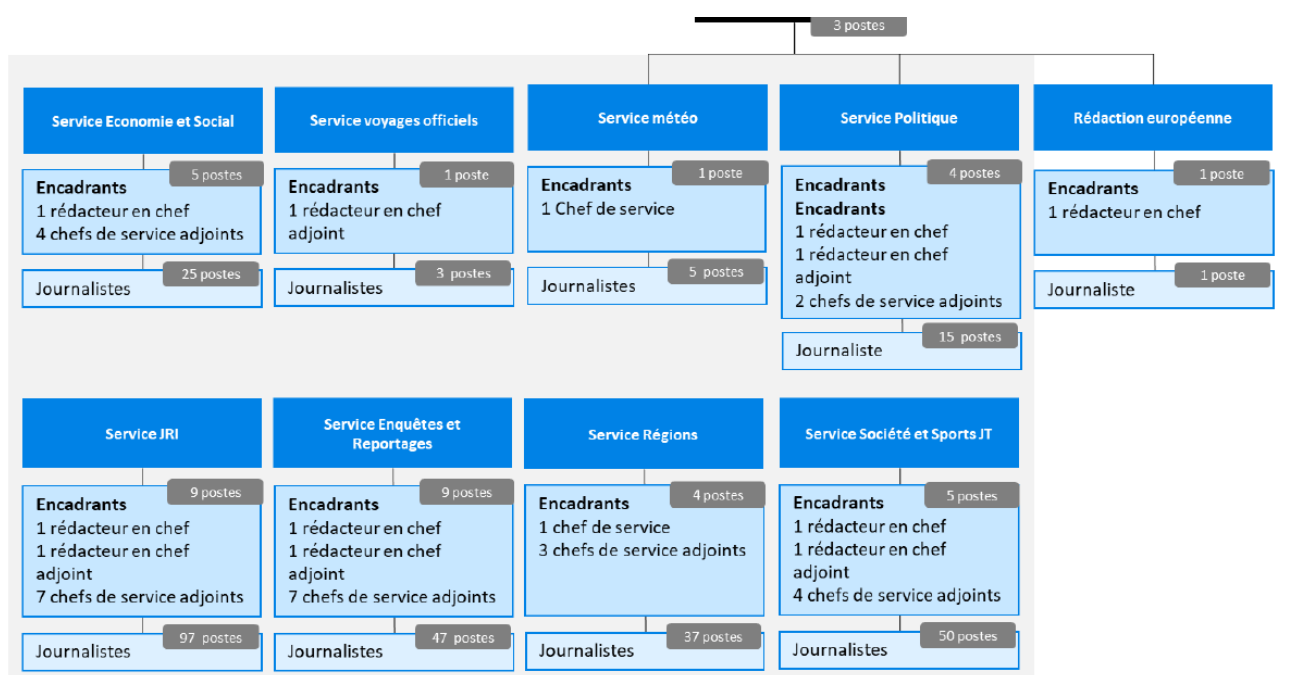 3 postes
Service Economie et Social
5 postes
Encadrants
1 rédacteur en chef
4 chefs de service adjoints
25 postes
Journalistes
Service voyages officiels
1 poste
Encadrants
1 rédacteur en chef
adjoint
3 postes
Journalistes
Service météo
1 poste
Encadrants
1 Chef de service
5 postes
Journalistes
Service Politique
4 postes
Encadrants
Encadrants
1 rédacteur en chef
1 rédacteur en chef
adjoint
2 chefs de service adjoints
15 postes
Journaliste
Rédaction européenne
1 poste
Encadrants
1 rédacteur en chef
1 poste
Journaliste
Service JRI
9 postes
Encadrants
1 rédacteur en chef
1 rédacteur en chef
adjoint
7 chefs de service adjoints
97 postes
Journalistes
Service Enquêtes et
Reportages
9 postes
Encadrants
1 rédacteur en chef
1 rédacteur en chef
adjoint
7 chefs de service adjoints
47 postes
Journalistes
Service Régions
4 postes
Encadrants
1 chef de service
3 chefs de service adjoints
37 postes
Journalistes
Service Société et Sports JT
5 postes
Encadrants
1 rédacteur en chef
1 rédacteur en chef
adjoint
4 chefs de service adjoints
50 postes
Journalistes